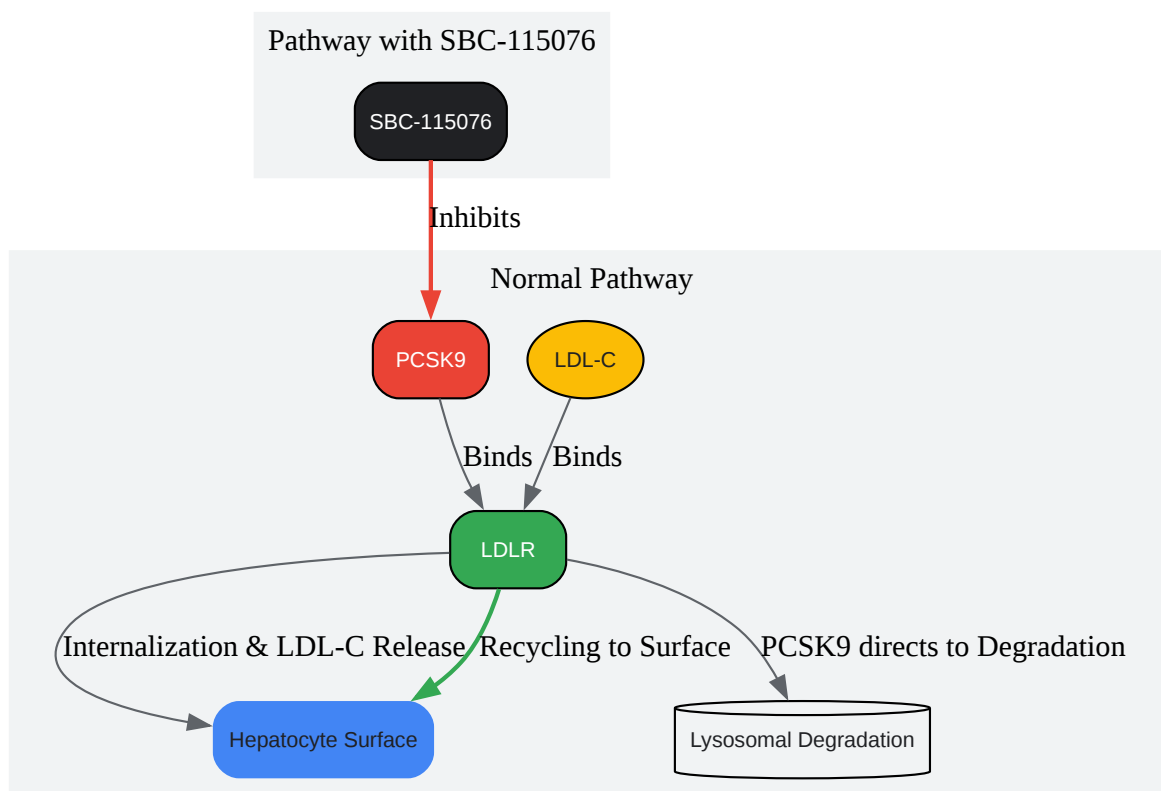 Pathway with SBC-115076
SBC-115076
Inhibits
Normal Pathway
PCSK9
LDL-C
Binds
Binds
LDLR
Internalization & LDL-C Release
Recycling to Surface
PCSK9 directs to Degradation
Hepatocyte Surface
Lysosomal Degradation